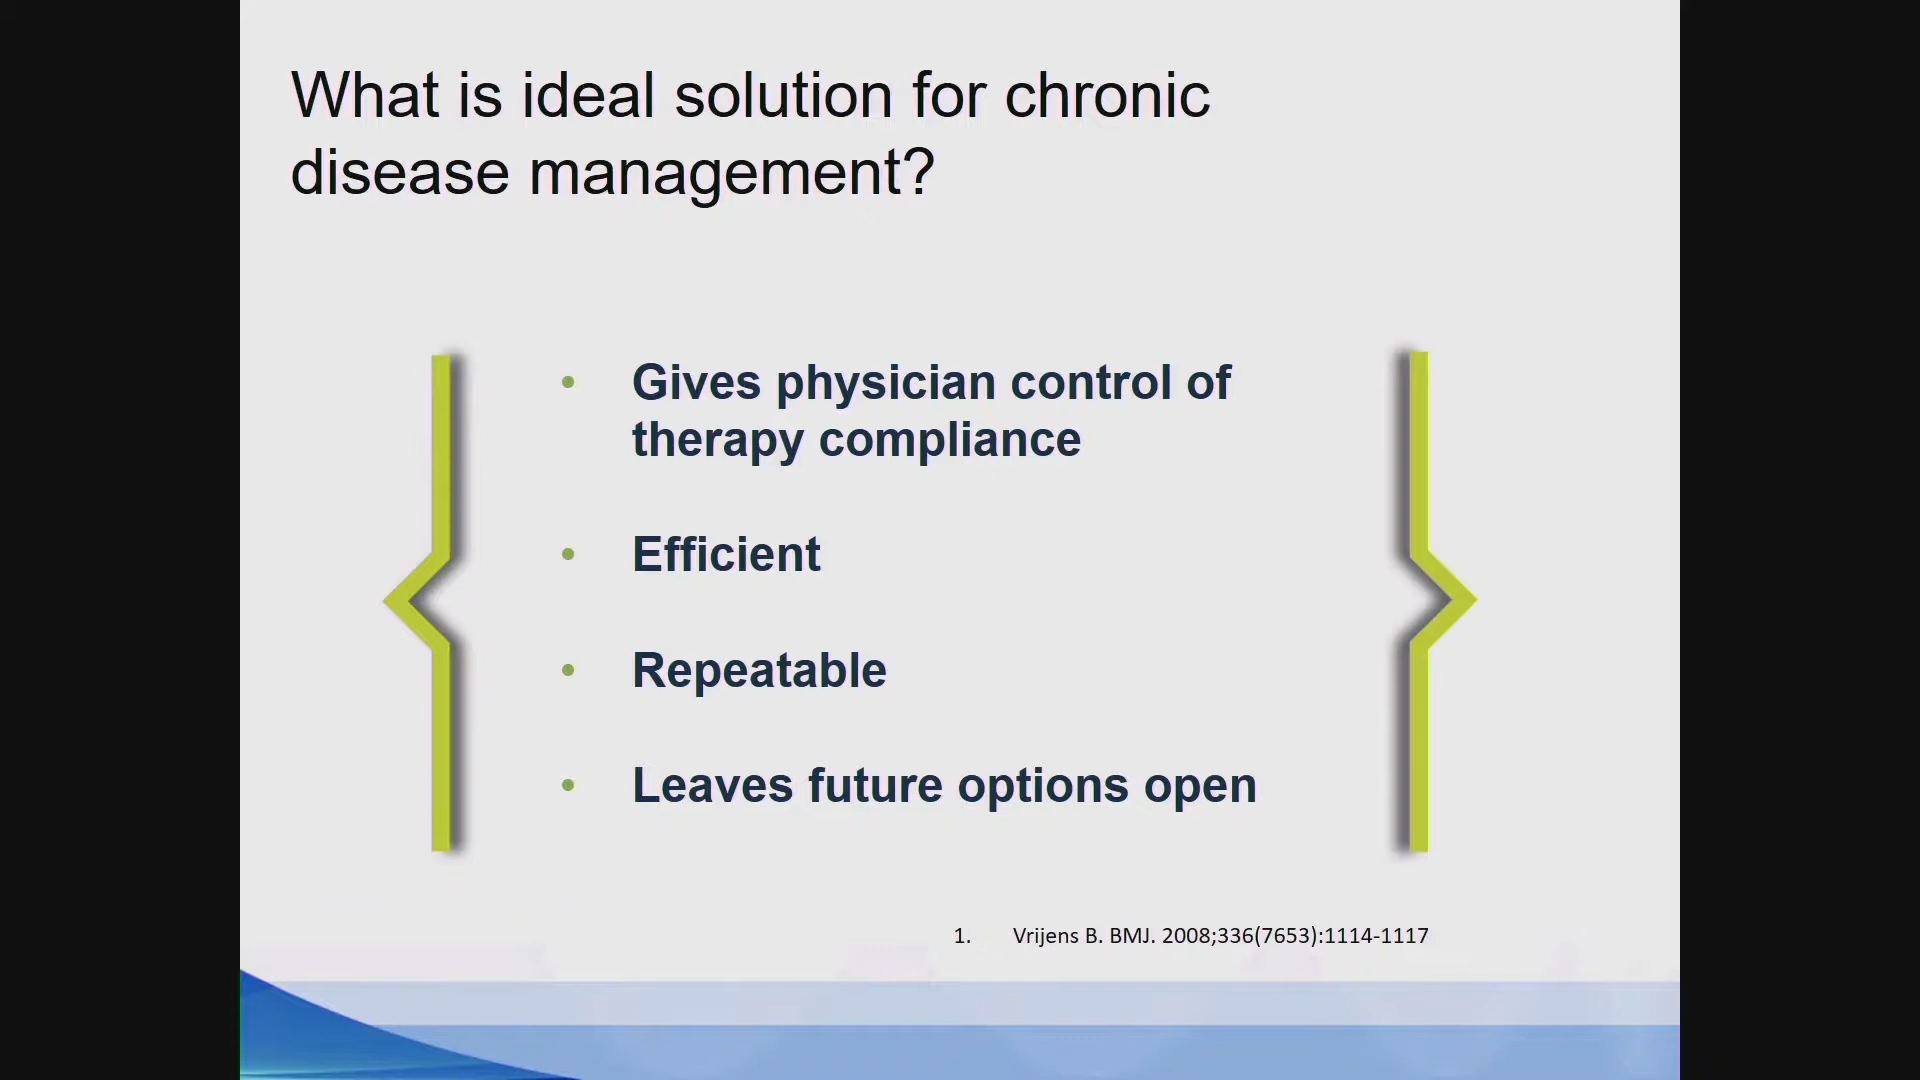 What is ideal solution for chronic
disease management?
• Gives physician control of
therapy compliance
• Efficient
• Repeatable
• Leaves future options open
1. Vrijens B. BMJ. 2008;336(7653):1114-1117